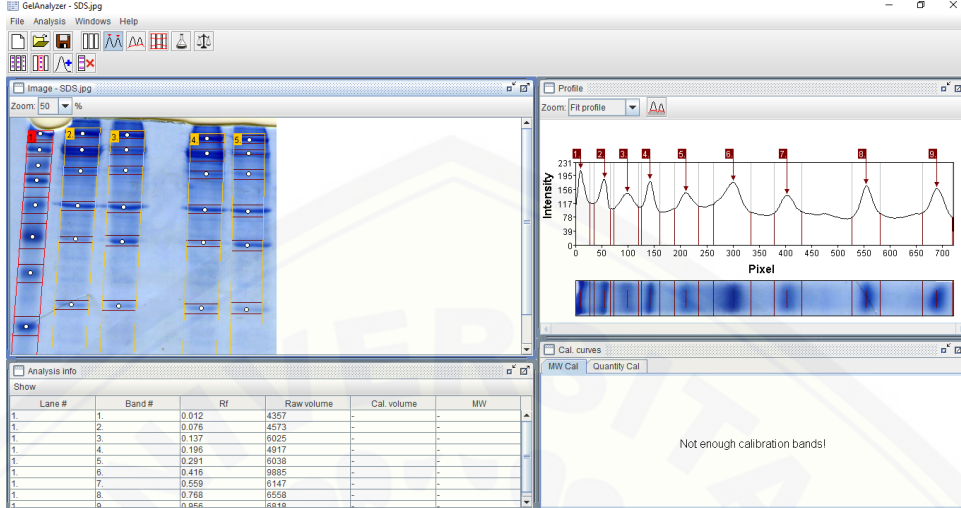 GelAnalyzer - SDS.jpg
File Analysis Windows Help
Image - SDS.jpg
Zoom: 50 %
1 2 3 4 5
Profile
Zoom: Fit profile
1 2 3 4 5 6 7 8 9
Intensity
231
195
156
117
78
39
0
0 50 100 150 200 250 300 350 400 450 500 550 600 650 700
Pixel
Analysis info
Show
Lane # Band # Rf Raw volume Cal. volume MW
1. 1. 0.012 4357 - -
1. 2. 0.076 4573 - -
1. 3. 0.137 6025 - -
1. 4. 0.196 4917 - -
1. 5. 0.291 6038 - -
1. 6. 0.416 9885 - -
1. 7. 0.559 6147 - -
1. 8. 0.768 6558 - -
1. 9. 0.956 6818 - -
Cal. curves
MW Cal Quantity Cal
Not enough calibration bands!